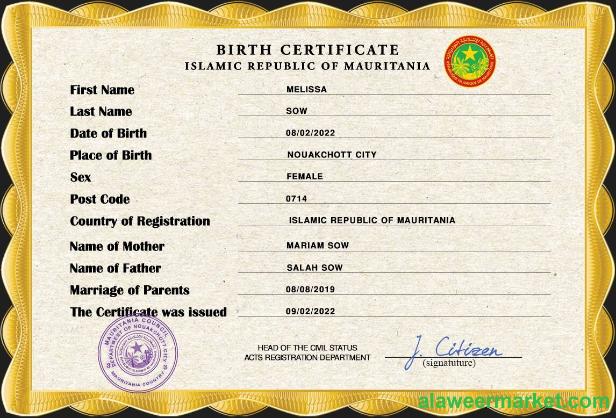 BIRTH CERTIFICATE
ISLAMIC REPUBLIC OF MAURITANIA
First Name MELISSA
Last Name SOW
Date of Birth 08/02/2022
Place of Birth NOUAKCHOTT CITY
Sex FEMALE
Post Code 0714
Country of Registration ISLAMIC REPUBLIC OF MAURITANIA
Name of Mother MARIAM SOW
Name of Father SALAH SOW
Marriage of Parents 08/08/2019
The Certificate was issued 09/02/2022
MAURITANIA COUNCIL
DEPARTMENT OF NOUAKCHOTT CITY
MAURITANIA COUNTRY
HEAD OF THE CIVIL STATUS
ACTS REGISTRATION DEPARTMENT
J. Citizen
(signatuture)
alaweermarket.com